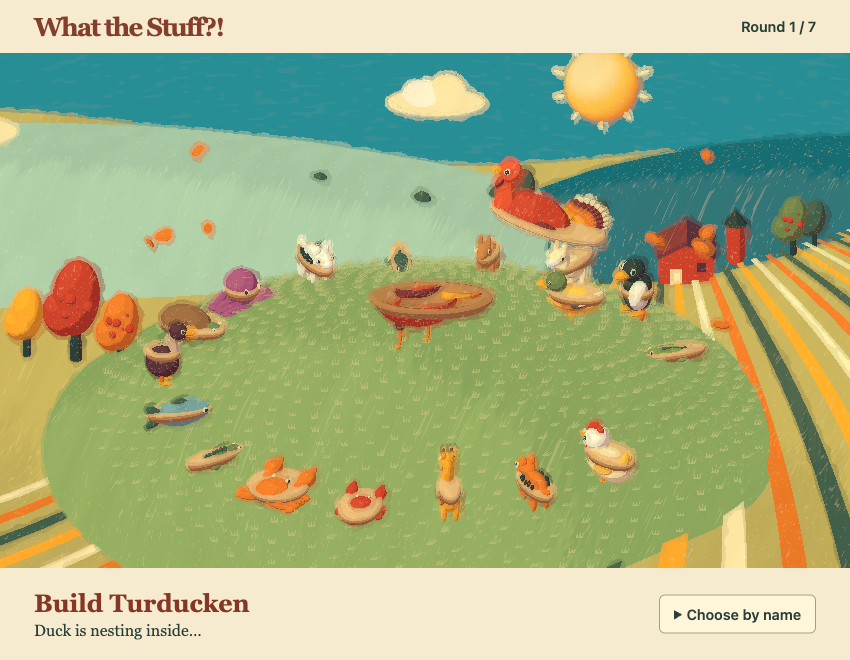 What the Stuff?!
Round 1 / 7
Build Turducken
Duck is nesting inside...
Choose by name